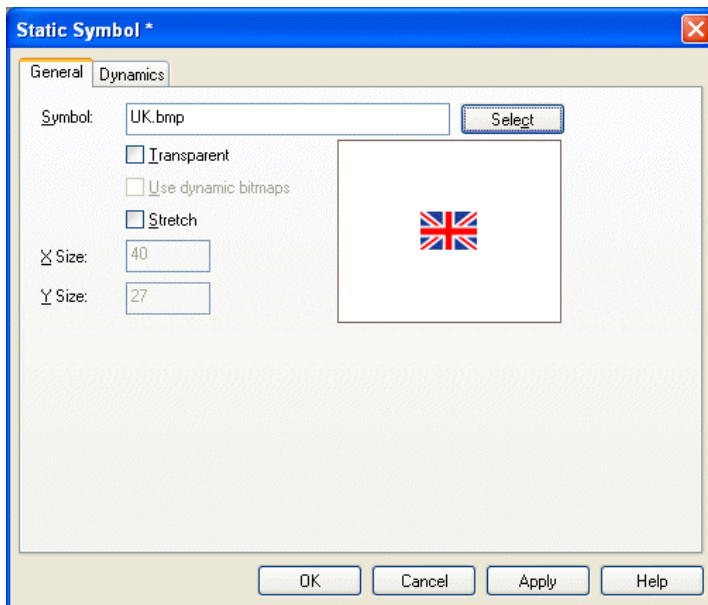 Static Symbol *
General Dynamics
Symbol: UK.bmp Select
Transparent
Use dynamic bitmaps
Stretch
X Size: 40
Y Size: 27
OK Cancel Apply Help